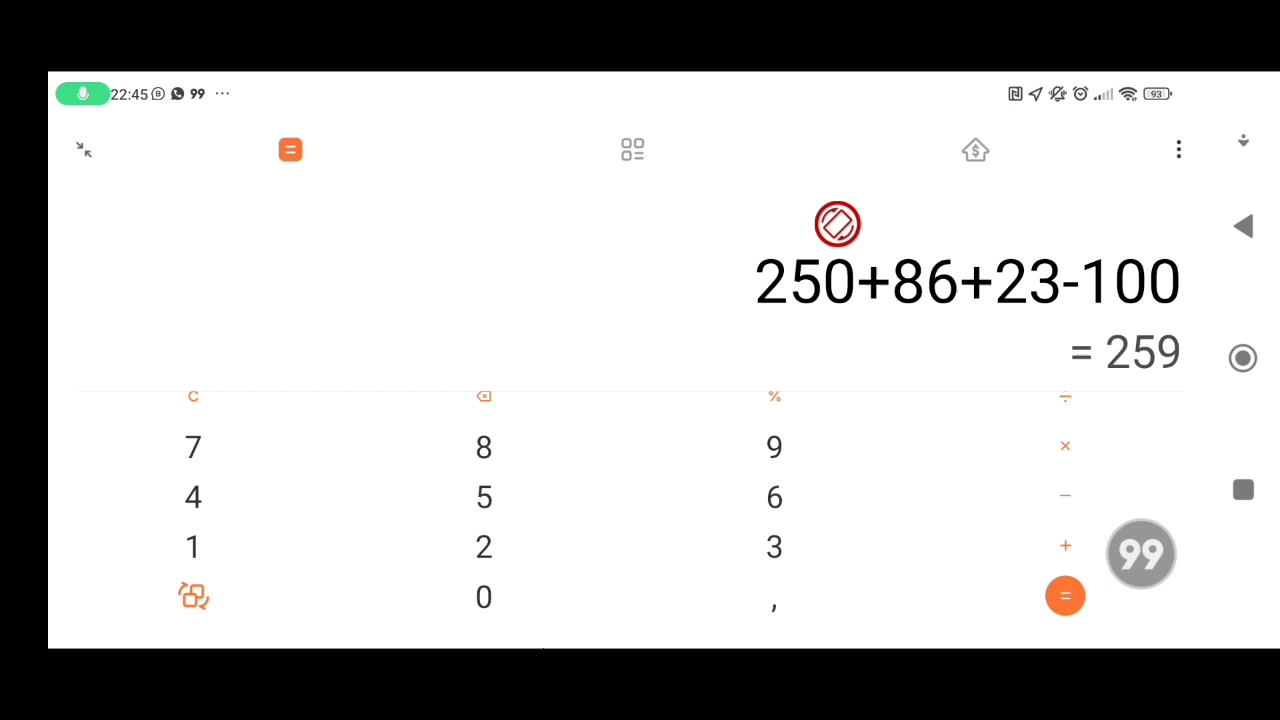 22:45 B 99 ...
93
250+86+23-100
= 259
C %  ÷
7 8 9 ×
4 5 6 −
1 2 3 +
99
0 , =